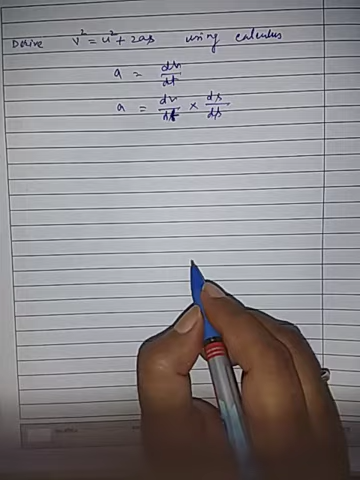 Derive v² = u² + 2as using calculus
a = dv/dt
a = dv/dt × ds/ds